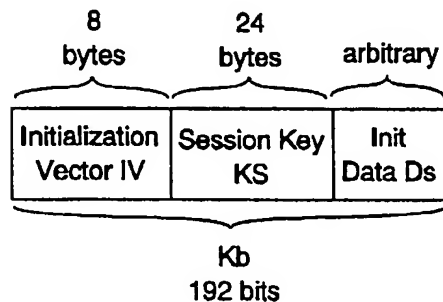 8
bytes
24
bytes
arbitrary
Initialization
Vector IV
Session Key
KS
Init
Data Ds
Kb
192 bits